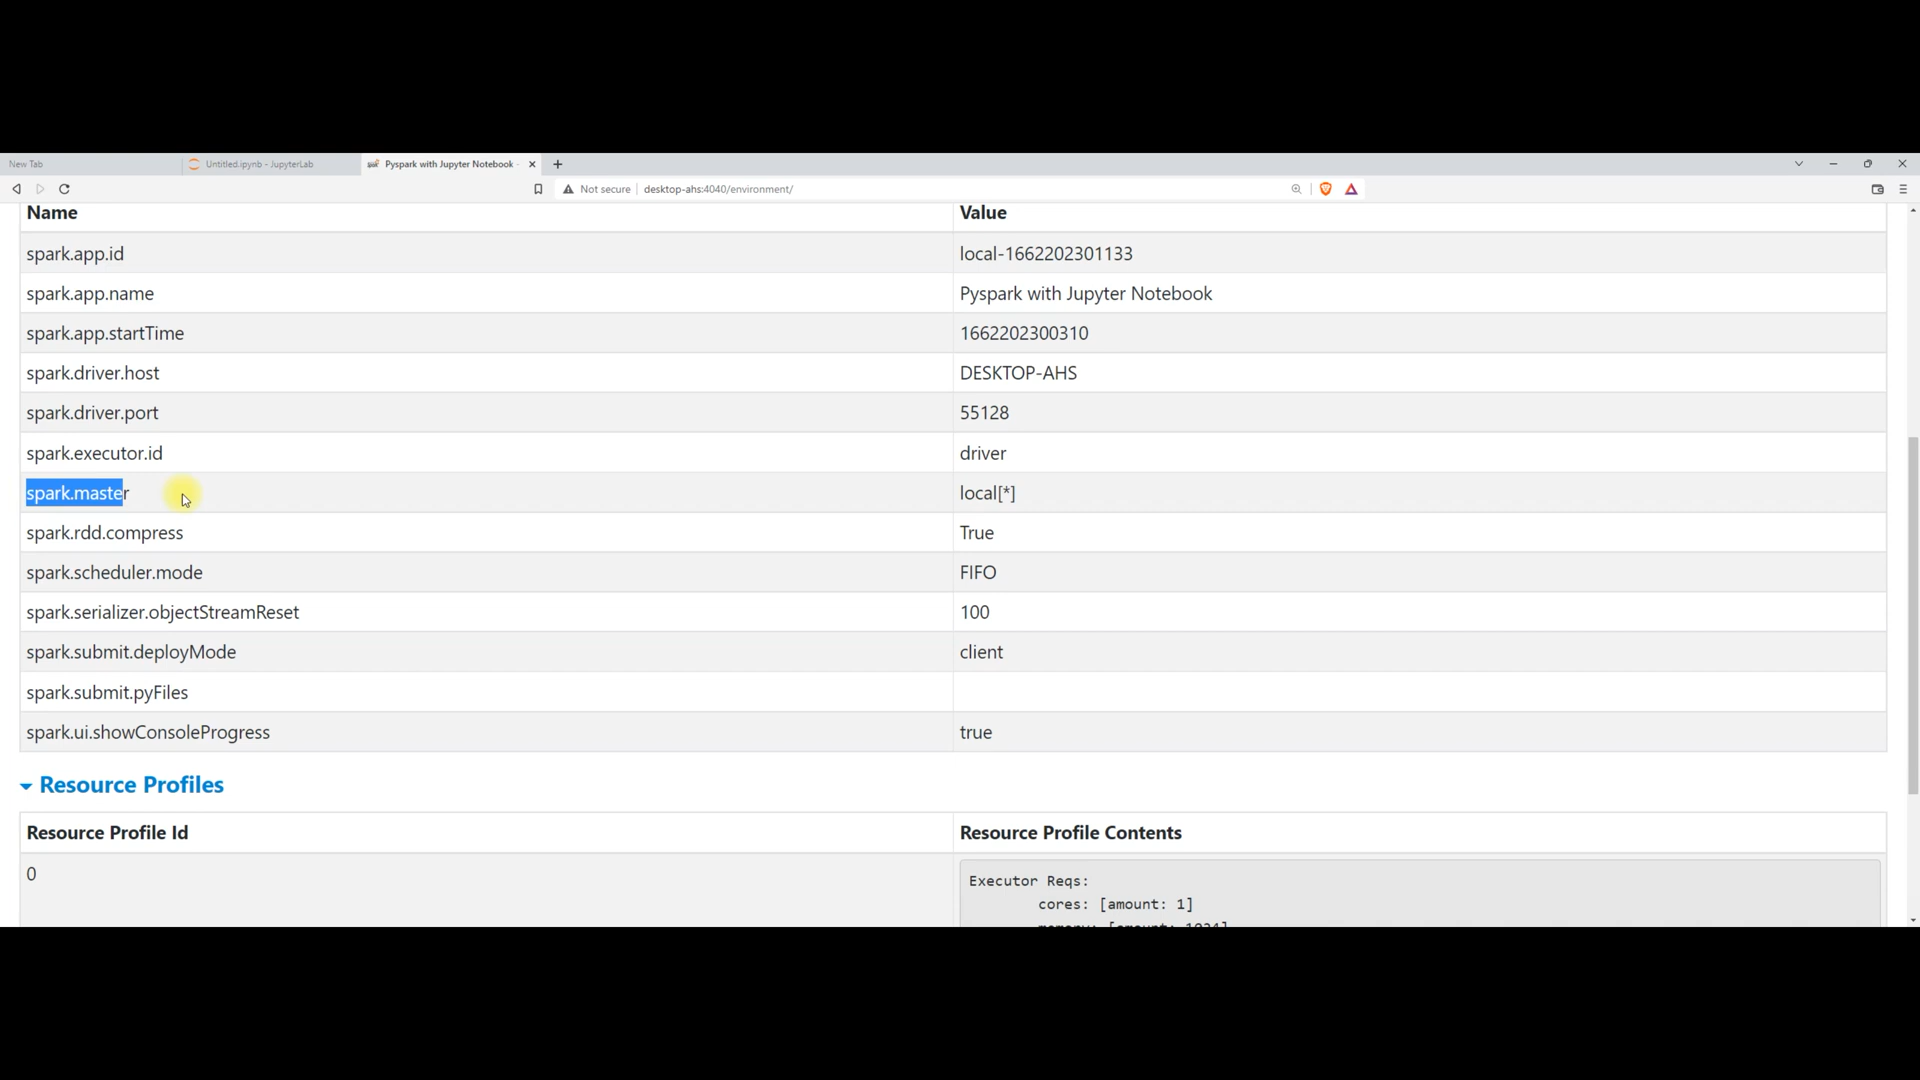 New Tab
Untitled.ipynb - JupyterLab
Pyspark with Jupyter Notebook
Not secure
desktop-ahs:4040/environment/
Name Value
spark.app.id local-1662202301133
spark.app.name Pyspark with Jupyter Notebook
spark.app.startTime 1662202300310
spark.driver.host DESKTOP-AHS
spark.driver.port 55128
spark.executor.id driver
spark.master local[*]
spark.rdd.compress True
spark.scheduler.mode FIFO
spark.serializer.objectStreamReset 100
spark.submit.deployMode client
spark.submit.pyFiles
spark.ui.showConsoleProgress true
Resource Profiles
Resource Profile Id Resource Profile Contents
0
Executor Reqs:
cores: [amount: 1]
memory: [amount: 1024]